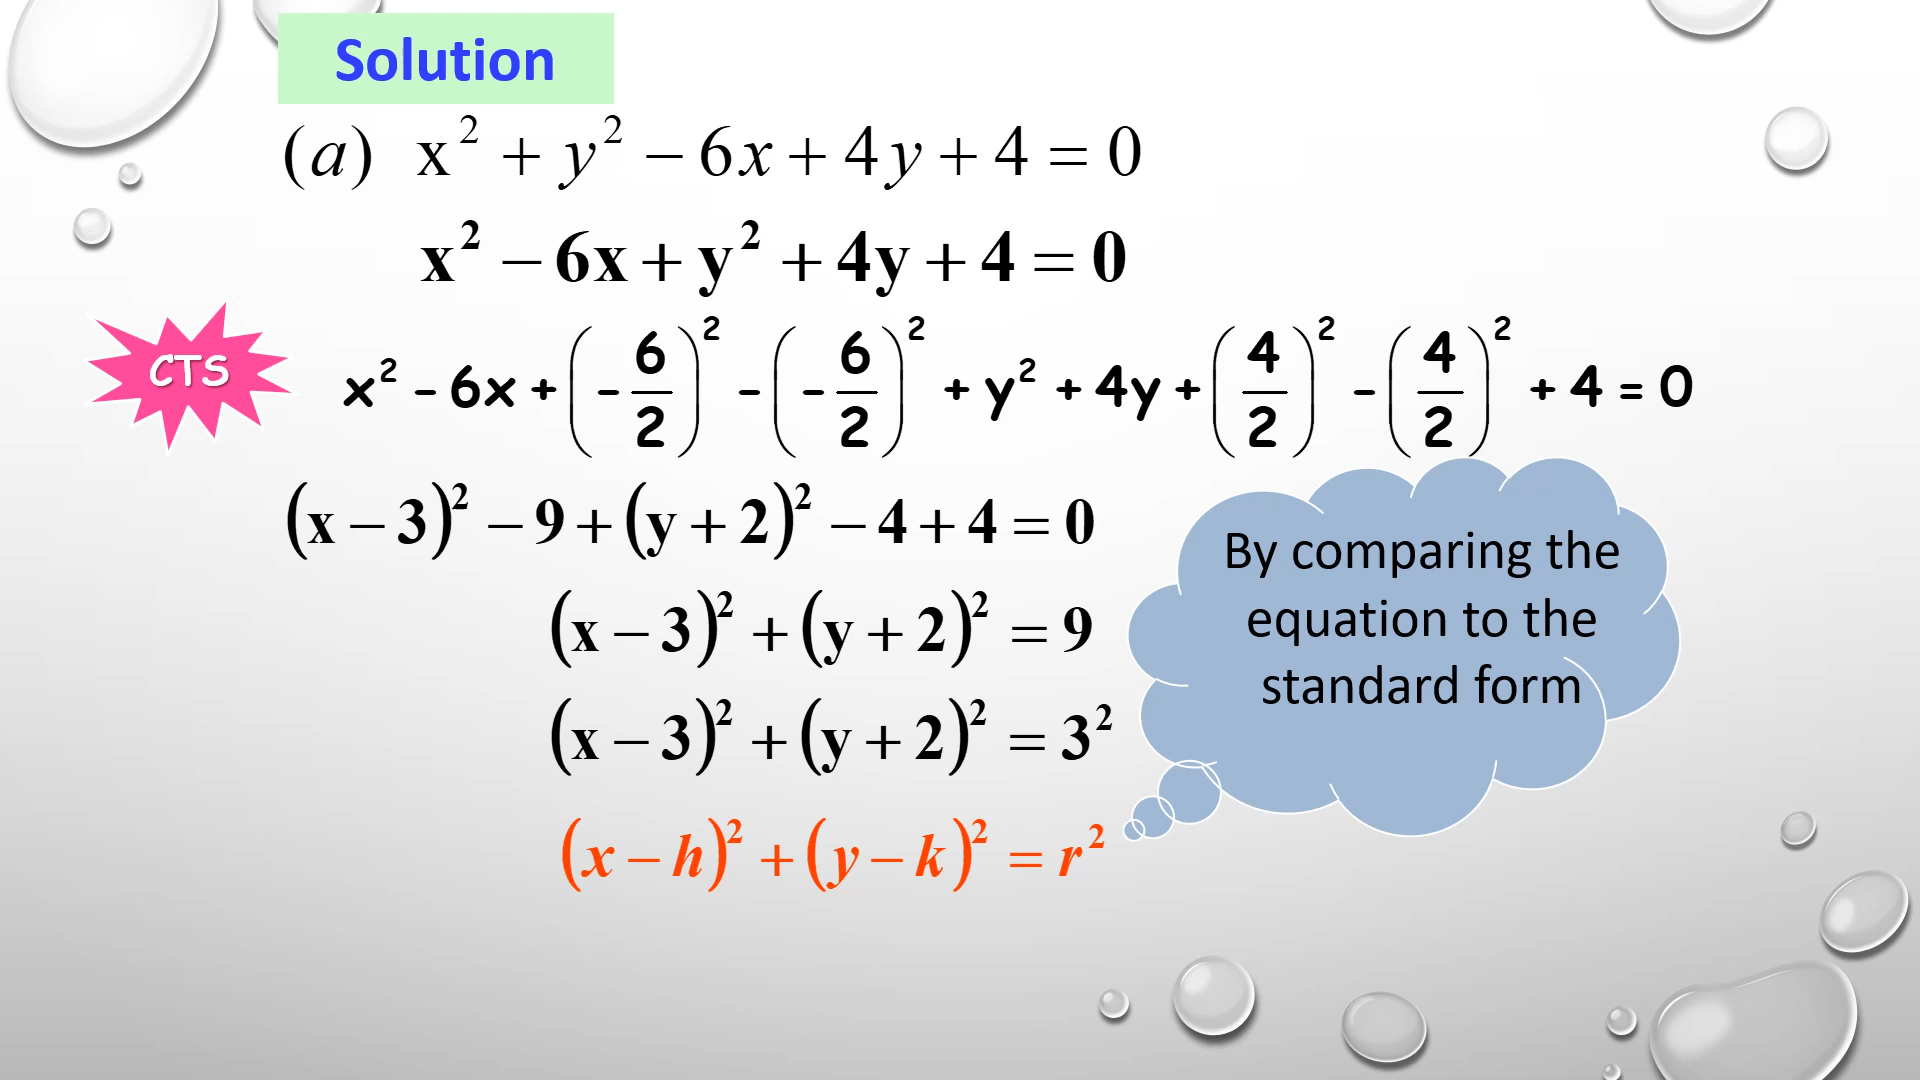 Solution
(a) x² + y² − 6x + 4y + 4 = 0
x² − 6x + y² + 4y + 4 = 0
CTS
x² - 6x + (-6/2)² - (-6/2)² + y² + 4y + (4/2)² - (4/2)² + 4 = 0
(x − 3)² − 9 + (y + 2)² − 4 + 4 = 0
(x − 3)² + (y + 2)² = 9
(x − 3)² + (y + 2)² = 3²
(x − h)² + (y − k)² = r²
By comparing the
equation to the
standard form